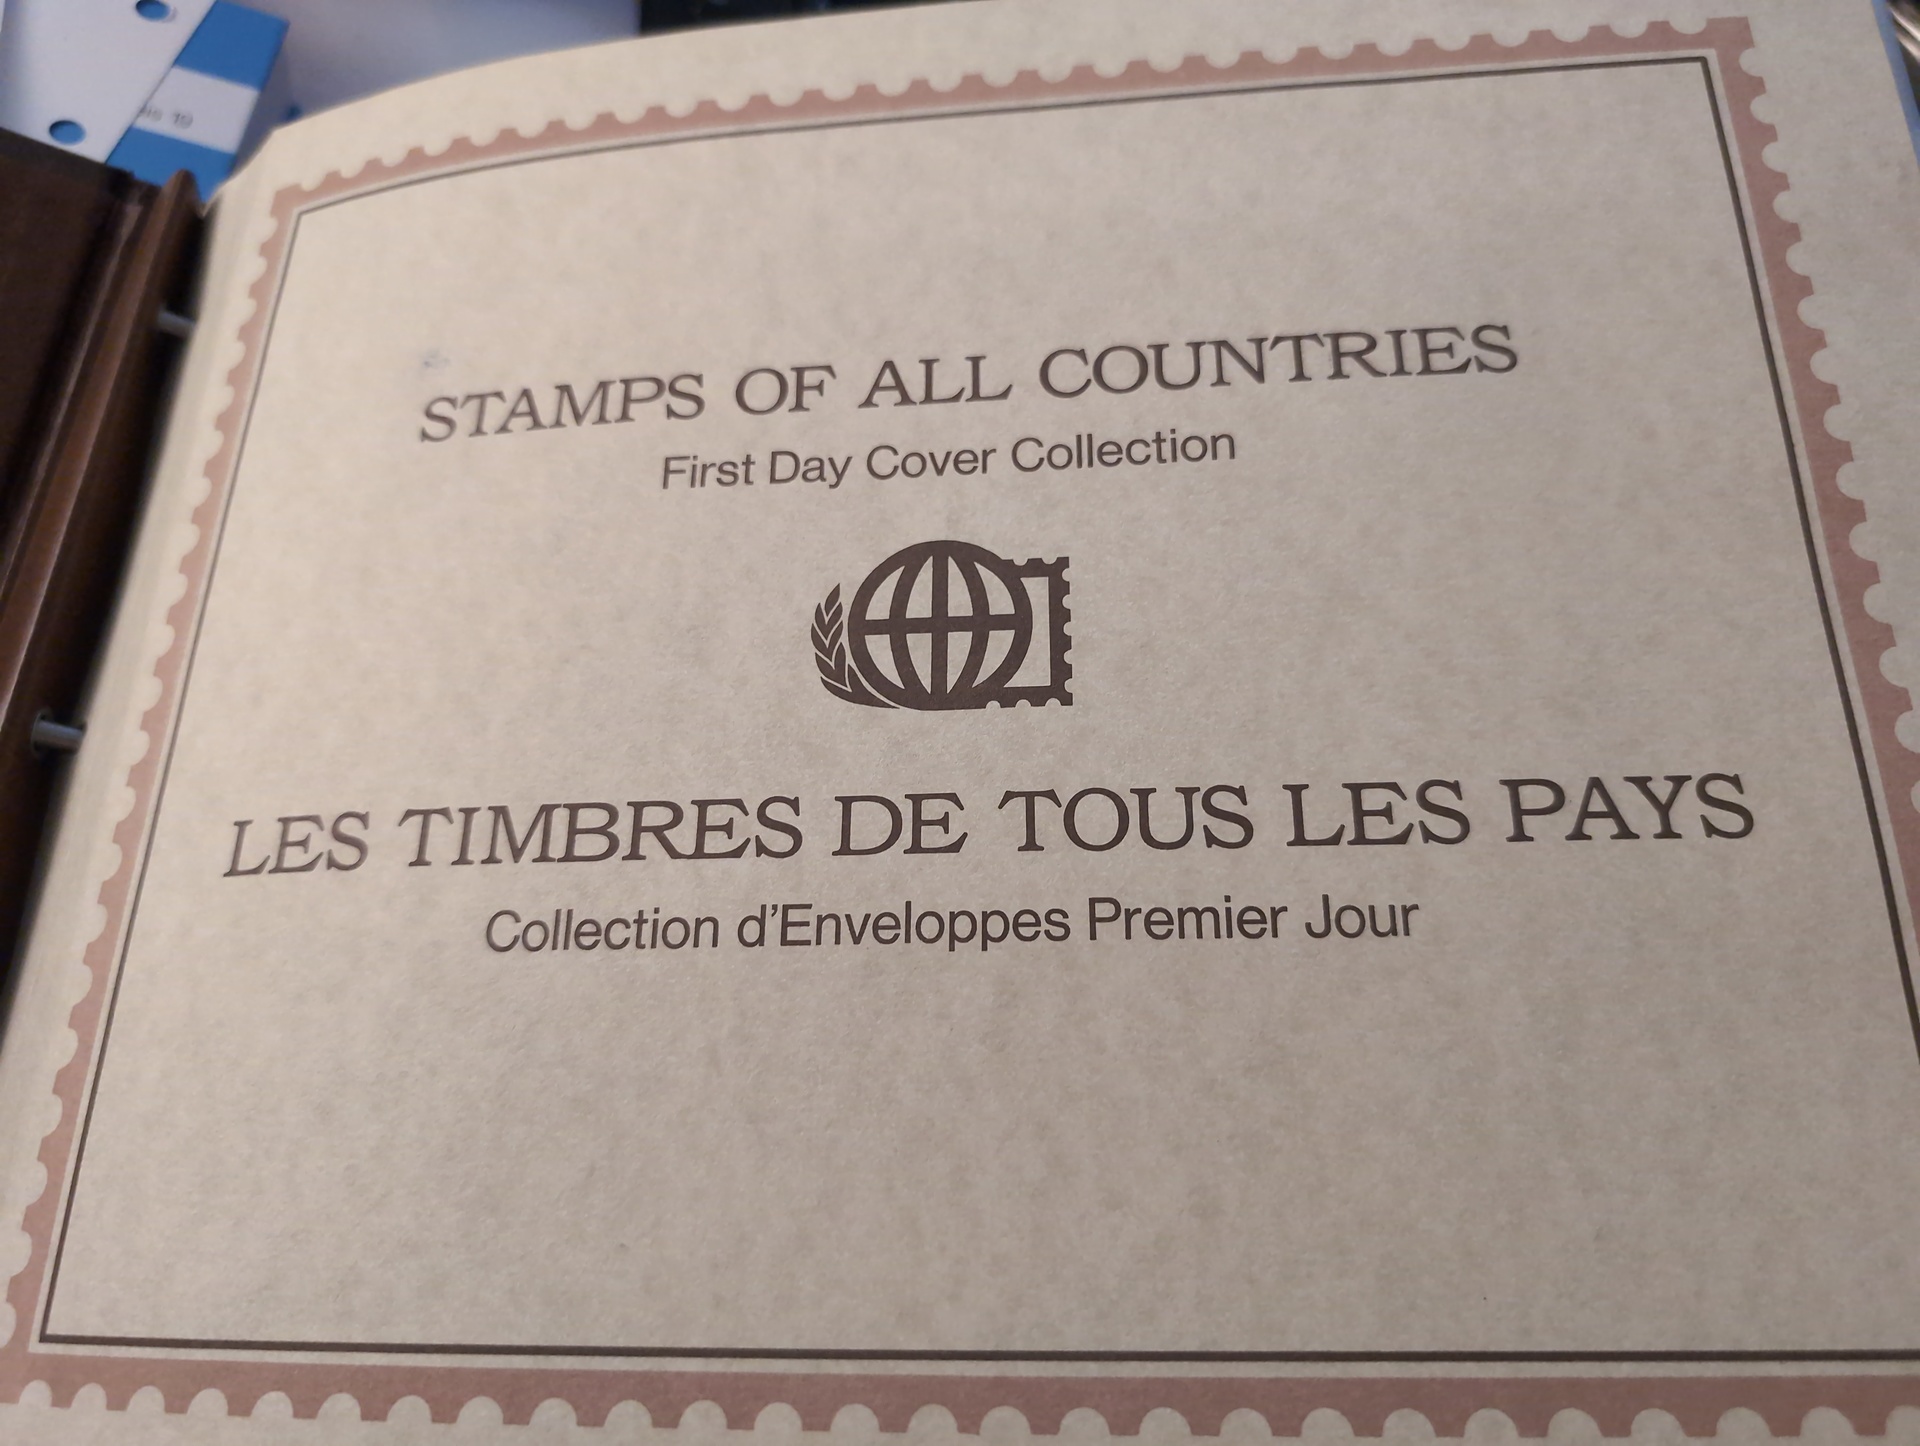 STAMPS OF ALL COUNTRIES
First Day Cover Collection
LES TIMBRES DE TOUS LES PAYS
Collection d'Enveloppes Premier Jour